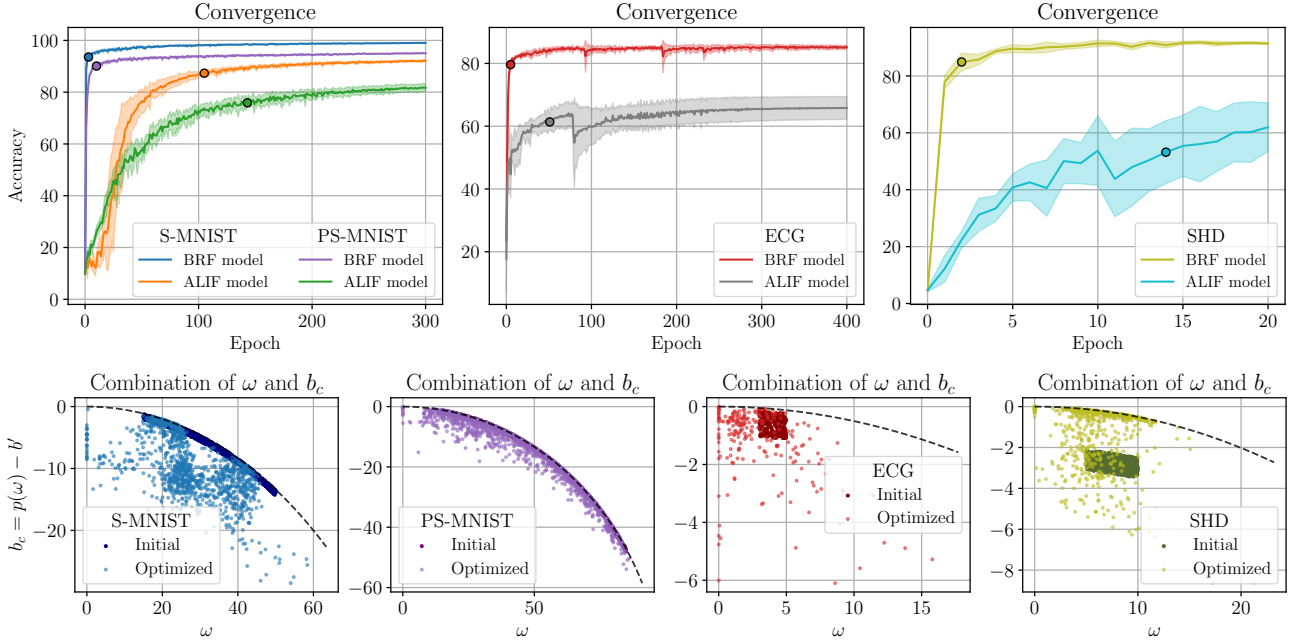 Convergence
Accuracy
100
80
60
40
20
0
0
100
200
300
Epoch
S-MNIST
BRF model
ALIF model
PS-MNIST
BRF model
ALIF model
Convergence
80
60
40
20
0
100
200
300
400
Epoch
ECG
BRF model
ALIF model
Convergence
80
60
40
20
0
0
5
10
15
20
Epoch
SHD
BRF model
ALIF model
Combination of ω and b_c
b_c = p(ω) − b′
0
−10
−20
0
20
40
60
ω
S-MNIST
Initial
Optimized
Combination of ω and b_c
0
−20
−40
−60
0
50
ω
PS-MNIST
Initial
Optimized
Combination of ω and b_c
0
−2
−4
−6
0
5
10
15
ω
ECG
Initial
Optimized
Combination of ω and b_c
0
−2
−4
−6
−8
0
10
20
ω
SHD
Initial
Optimized